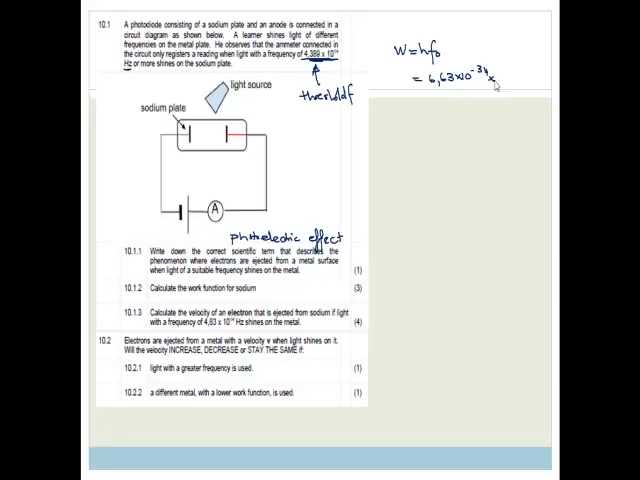 10.1 A photodiode consisting of a sodium plate and an anode is connected in a
circuit diagram as shown below. A learner shines light of different
frequencies on the metal plate. He observes that the ammeter connected in
the circuit only registers a reading when light with a frequency of 4,389 x 10¹⁴
Hz or more shines on the sodium plate.
W = hf₀
= 6,63x10⁻³⁴x
light source
threshold f
sodium plate
A
photoelectric effect
10.1.1 Write down the correct scientific term that describes the
phenomenon where electrons are ejected from a metal surface
when light of a suitable frequency shines on the metal. (1)
10.1.2 Calculate the work function for sodium (3)
10.1.3 Calculate the velocity of an electron that is ejected from sodium if light
with a frequency of 4,83 x 10¹⁴ Hz shines on the metal. (4)
10.2 Electrons are ejected from a metal with a velocity v when light shines on it.
Will the velocity INCREASE, DECREASE or STAY THE SAME if:
10.2.1 light with a greater frequency is used. (1)
10.2.2 a different metal, with a lower work function, is used. (1)